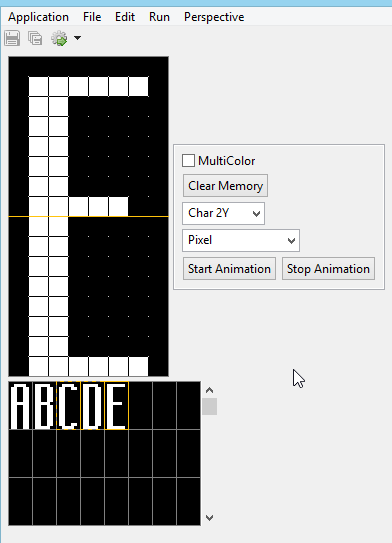 Application File Edit Run Perspective
MultiColor
Clear Memory
Char 2Y
Pixel
Start Animation Stop Animation
ABCDE